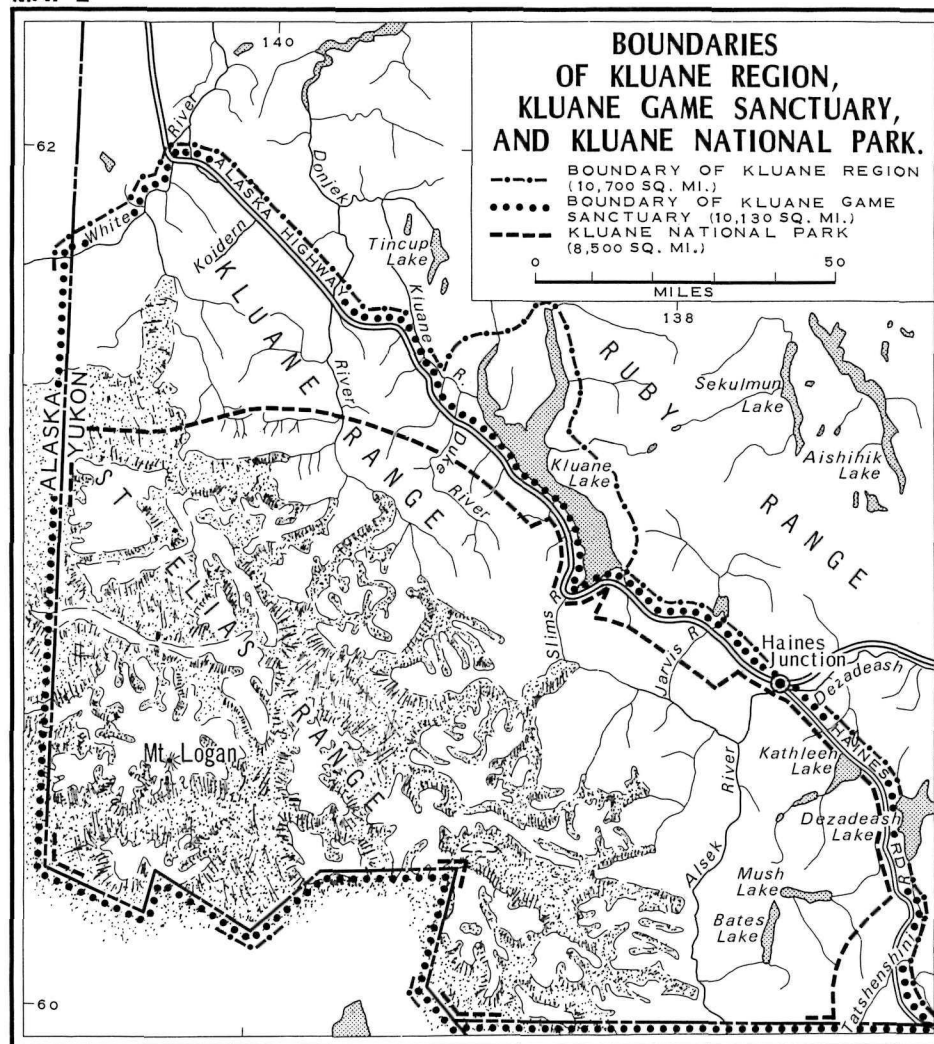 BOUNDARIES
OF KLUANE REGION,
KLUANE GAME SANCTUARY,
AND KLUANE NATIONAL PARK.
BOUNDARY OF KLUANE REGION
(10,700 SQ. MI.)
BOUNDARY OF KLUANE GAME
SANCTUARY (10,130 SQ. MI.)
KLUANE NATIONAL PARK
(8,500 SQ. MI.)
0 50
MILES
140
138
62
60
River
White
ALASKA HIGHWAY
Donjek
River
Koidern
Tincup
Lake
Kluane
R.
KLUANE
RANGE
RUBY
RANGE
Sekulmun
Lake
Aishihik
Lake
Duke
River
Kluane
Lake
ALASKA
YUKON
ST ELIAS
RANGE
Slims
R.
Jarvis
R.
Haines
Junction
Dezadeash
HAINES
RD.
Mt. Logan
Kathleen
Lake
Dezadeash
Lake
Alsek
River
Mush
Lake
Bates
Lake
Tatshenshini